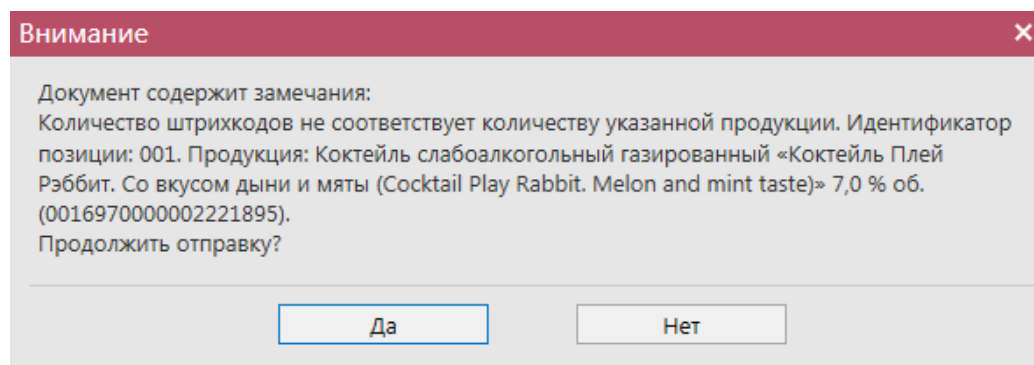 Внимание
Документ содержит замечания:
Количество штрихкодов не соответствует количеству указанной продукции. Идентификатор
позиции: 001. Продукция: Коктейль слабоалкогольный газированный «Коктейль Плей
Рэббит. Со вкусом дыни и мяты (Cocktail Play Rabbit. Melon and mint taste)» 7,0 % об.
(0016970000002221895).
Продолжить отправку?
Да
Нет